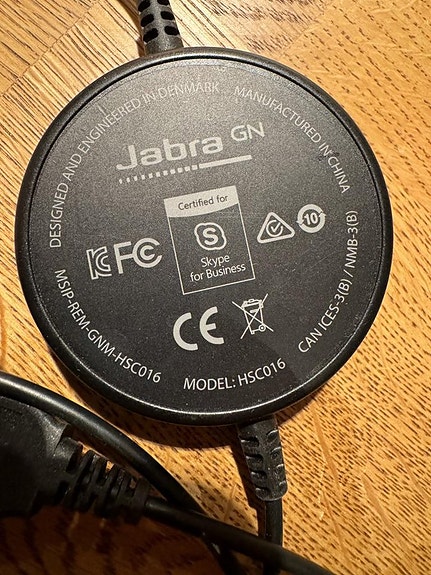 DESIGNED AND ENGINEERED IN DENMARK
MANUFACTURED IN CHINA
Jabra GN
Certified for
S
Skype
for Business
FC
10
CE
MSIP-REM-GNM-HSC016
MODEL: HSC016
CAN ICES-3(B) / NMB-3(B)